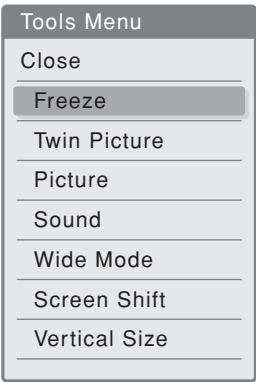 Tools Menu
Close
Freeze
Twin Picture
Picture
Sound
Wide Mode
Screen Shift
Vertical Size